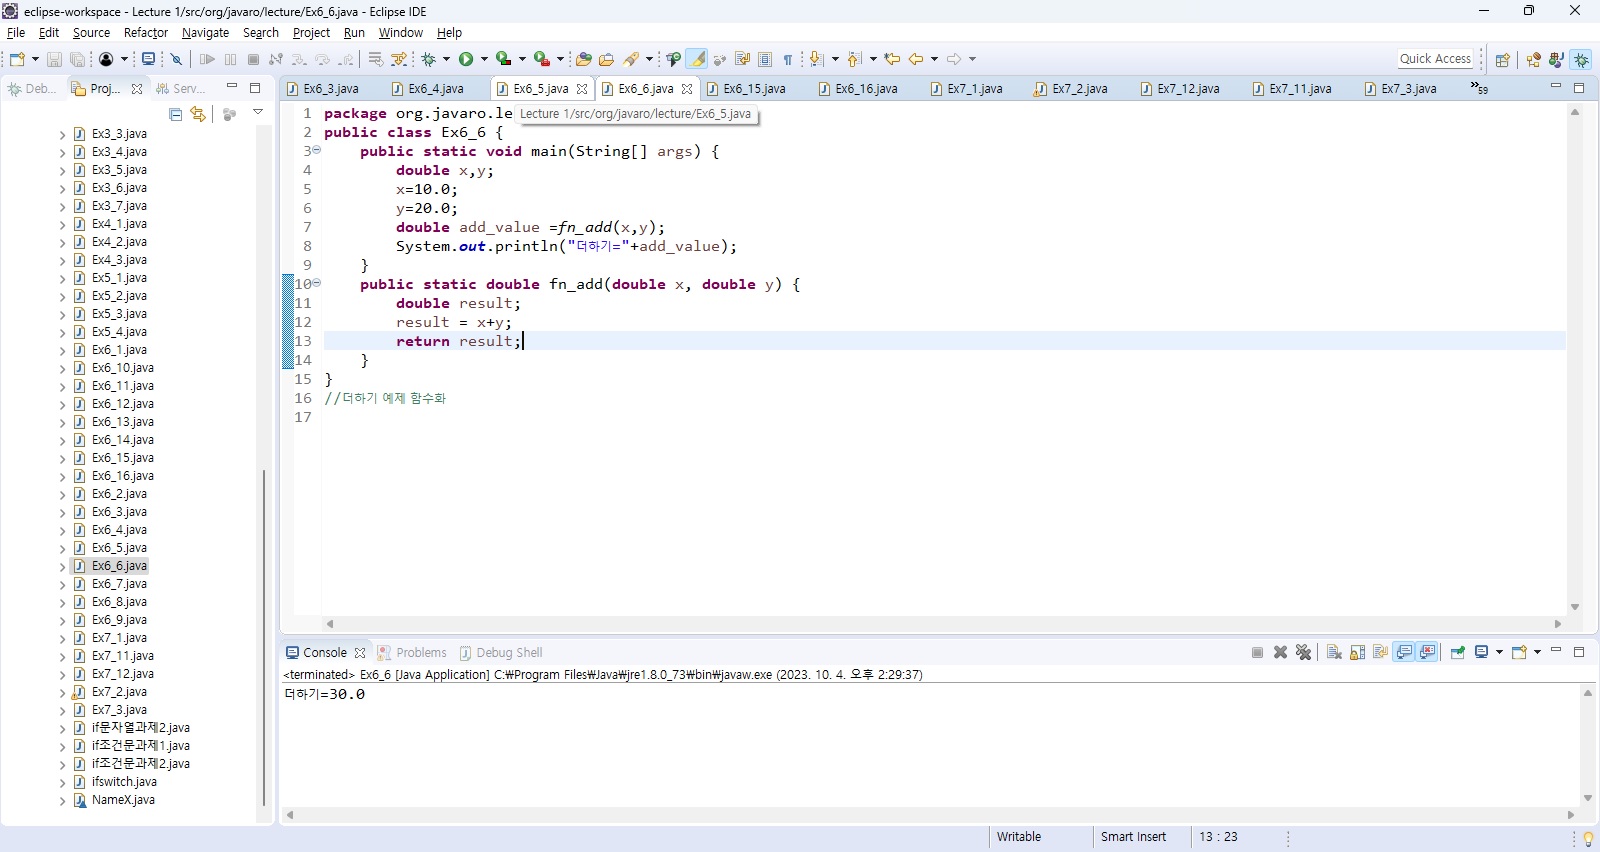 eclipse-workspace - Lecture 1/src/org/javaro/lecture/Ex6_6.java - Eclipse IDE
File Edit Source Refactor Navigate Search Project Run Window Help
Quick Access
Deb... Proj... Serv...
Ex6_3.java Ex6_4.java Ex6_5.java Ex6_6.java Ex6_15.java Ex6_16.java Ex7_1.java Ex7_2.java Ex7_12.java Ex7_11.java Ex7_3.java »59
Lecture 1/src/org/javaro/lecture/Ex6_5.java
Ex3_3.java
Ex3_4.java
Ex3_5.java
Ex3_6.java
Ex3_7.java
Ex4_1.java
Ex4_2.java
Ex4_3.java
Ex5_1.java
Ex5_2.java
Ex5_3.java
Ex5_4.java
Ex6_1.java
Ex6_10.java
Ex6_11.java
Ex6_12.java
Ex6_13.java
Ex6_14.java
Ex6_15.java
Ex6_16.java
Ex6_2.java
Ex6_3.java
Ex6_4.java
Ex6_5.java
Ex6_6.java
Ex6_7.java
Ex6_8.java
Ex6_9.java
Ex7_1.java
Ex7_11.java
Ex7_12.java
Ex7_2.java
Ex7_3.java
if문자열과제2.java
if조건문과제1.java
if조건문과제2.java
ifswitch.java
NameX.java
1 package org.javaro.le
2 public class Ex6_6 {
3 public static void main(String[] args) {
4 double x,y;
5 x=10.0;
6 y=20.0;
7 double add_value =fn_add(x,y);
8 System.out.println("더하기="+add_value);
9 }
10 public static double fn_add(double x, double y) {
11 double result;
12 result = x+y;
13 return result;
14 }
15 }
16 //더하기 예제 함수화
17
Console Problems Debug Shell
<terminated> Ex6_6 [Java Application] C:₩Program Files₩Java₩jre1.8.0_73₩bin₩javaw.exe (2023. 10. 4. 오후 2:29:37)
더하기=30.0
Writable Smart Insert 13 : 23